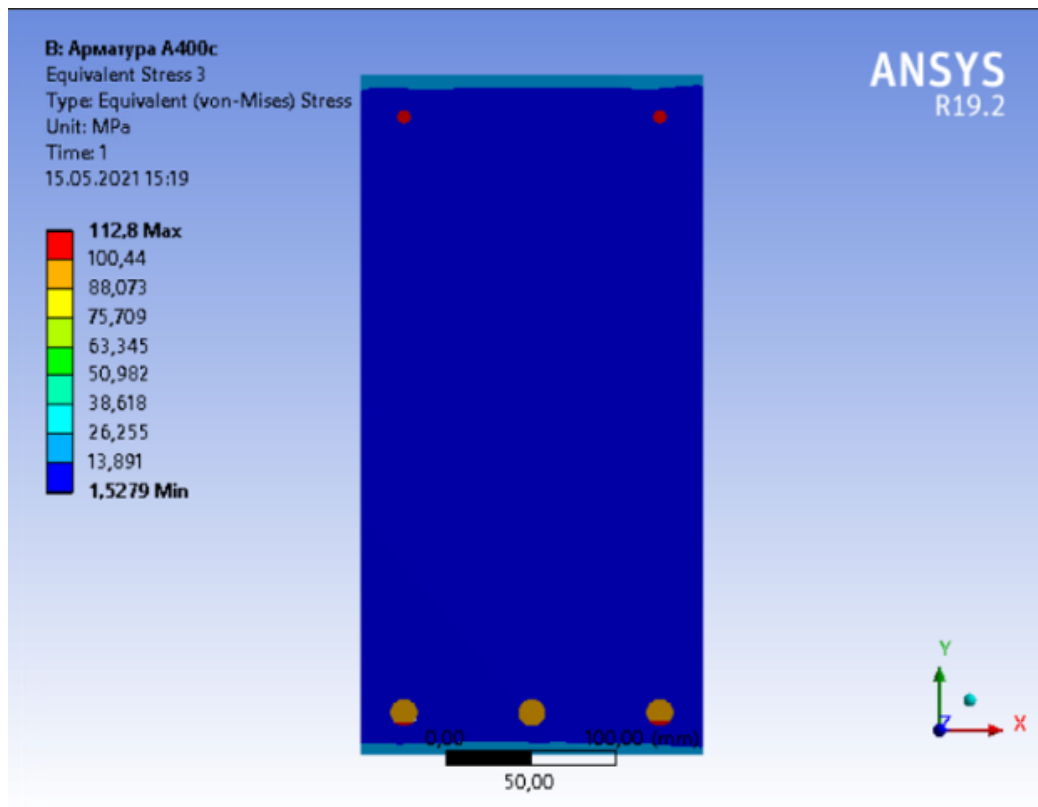 B: Арматура А400с
Equivalent Stress 3
Type: Equivalent (von-Mises) Stress
Unit: MPa
Time: 1
15.05.2021 15:19
ANSYS
R19.2
112,8 Max
100,44
88,073
75,709
63,345
50,982
38,618
26,255
13,891
1,5279 Min
0,00
100,00 (mm)
50,00
Y
Z
X